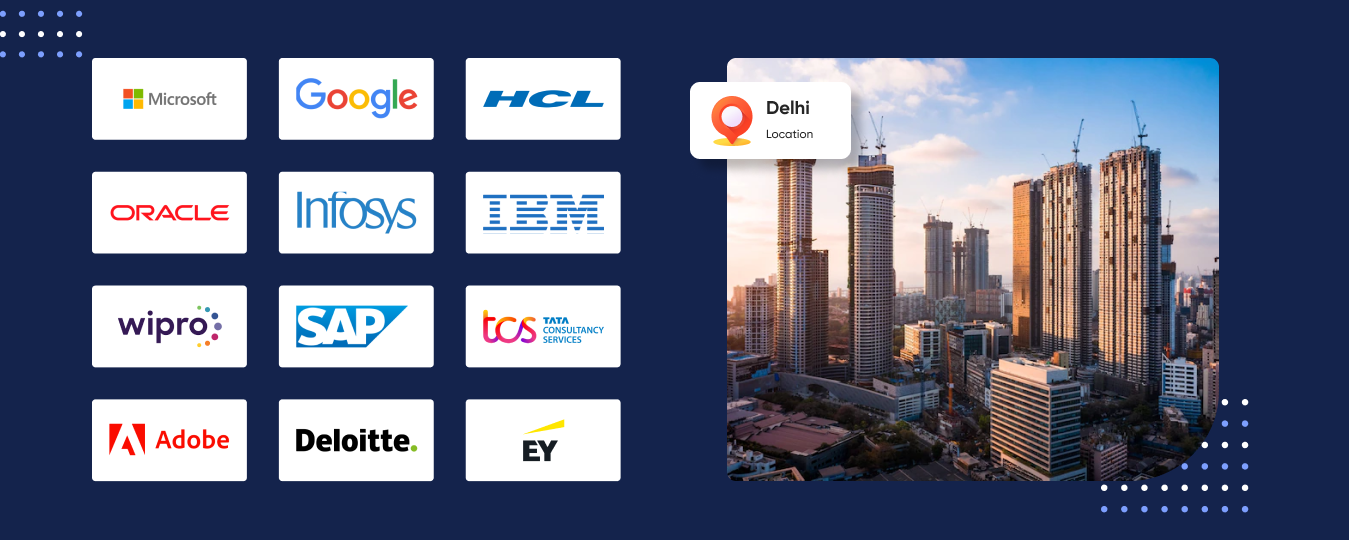 Microsoft
Google
HCL
ORACLE
Infosys
IBM
wipro
SAP
tcs
TATA
CONSULTANCY
SERVICES
Adobe
Deloitte.
EY
Delhi
Location